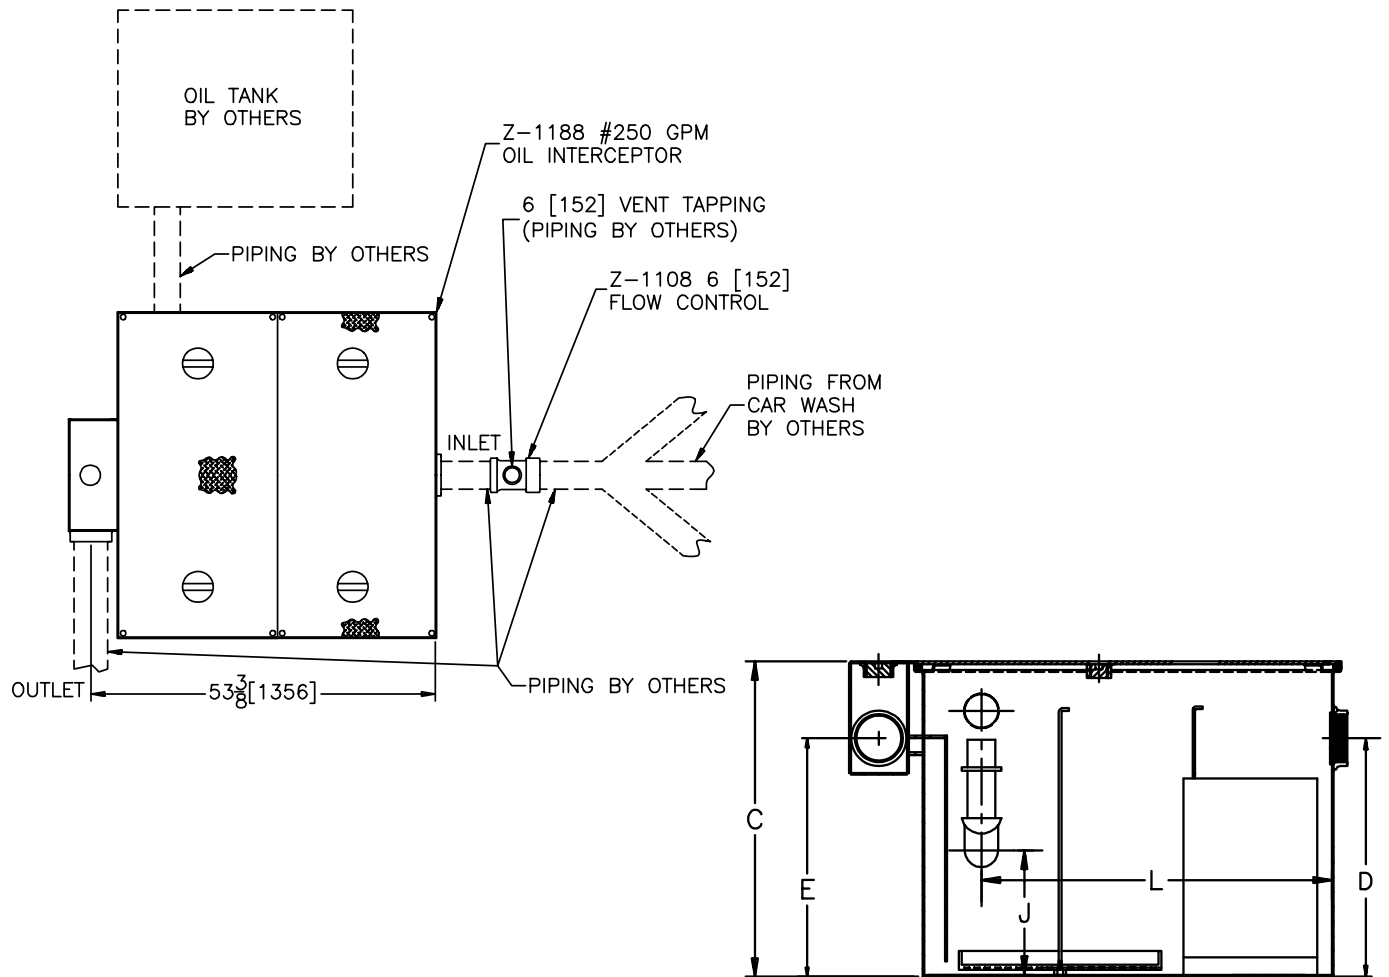 OIL TANK
BY OTHERS
Z-1188 #250 GPM
OIL INTERCEPTOR
6 [152] VENT TAPPING
(PIPING BY OTHERS)
PIPING BY OTHERS
Z-1108 6 [152]
FLOW CONTROL
PIPING FROM
CAR WASH
BY OTHERS
INLET
OUTLET
53 3/8 [1356]
PIPING BY OTHERS
C
E
J
L
D